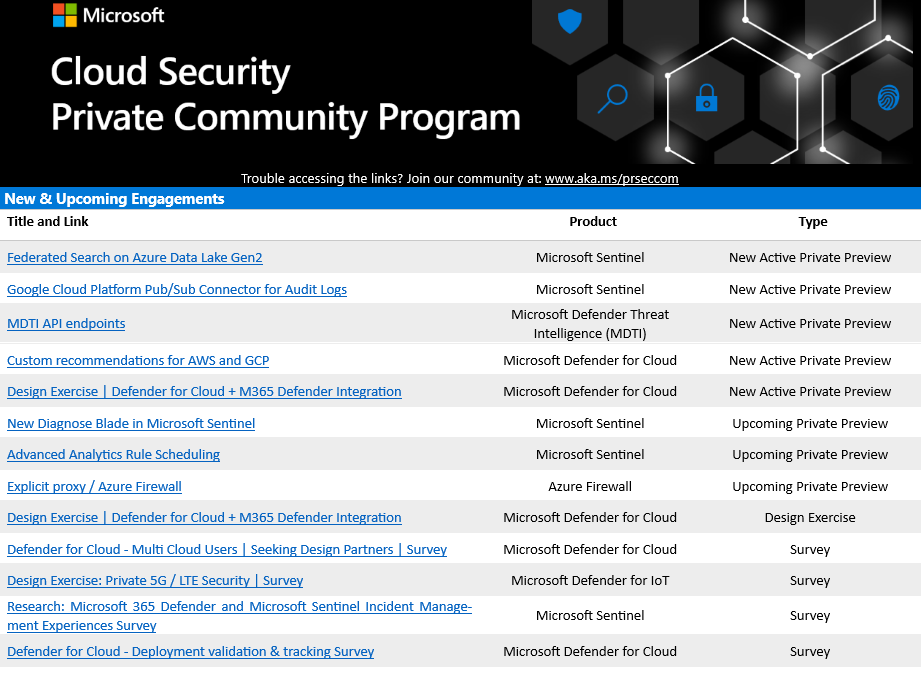 Microsoft
Cloud Security
Private Community Program
Trouble accessing the links? Join our community at: www.aka.ms/prseccom
New & Upcoming Engagements
Title and Link Product Type
Federated Search on Azure Data Lake Gen2 Microsoft Sentinel New Active Private Preview
Google Cloud Platform Pub/Sub Connector for Audit Logs Microsoft Sentinel New Active Private Preview
MDTI API endpoints Microsoft Defender Threat New Active Private Preview
Intelligence (MDTI)
Custom recommendations for AWS and GCP Microsoft Defender for Cloud New Active Private Preview
Design Exercise | Defender for Cloud + M365 Defender Integration Microsoft Defender for Cloud New Active Private Preview
New Diagnose Blade in Microsoft Sentinel Microsoft Sentinel Upcoming Private Preview
Advanced Analytics Rule Scheduling Microsoft Sentinel Upcoming Private Preview
Explicit proxy / Azure Firewall Azure Firewall Upcoming Private Preview
Design Exercise | Defender for Cloud + M365 Defender Integration Microsoft Defender for Cloud Design Exercise
Defender for Cloud - Multi Cloud Users | Seeking Design Partners | Survey Microsoft Defender for Cloud Survey
Design Exercise: Private 5G / LTE Security | Survey Microsoft Defender for IoT Survey
Research: Microsoft 365 Defender and Microsoft Sentinel Incident Manage-
ment Experiences Survey Microsoft Sentinel Survey
Defender for Cloud - Deployment validation & tracking Survey Microsoft Defender for Cloud Survey